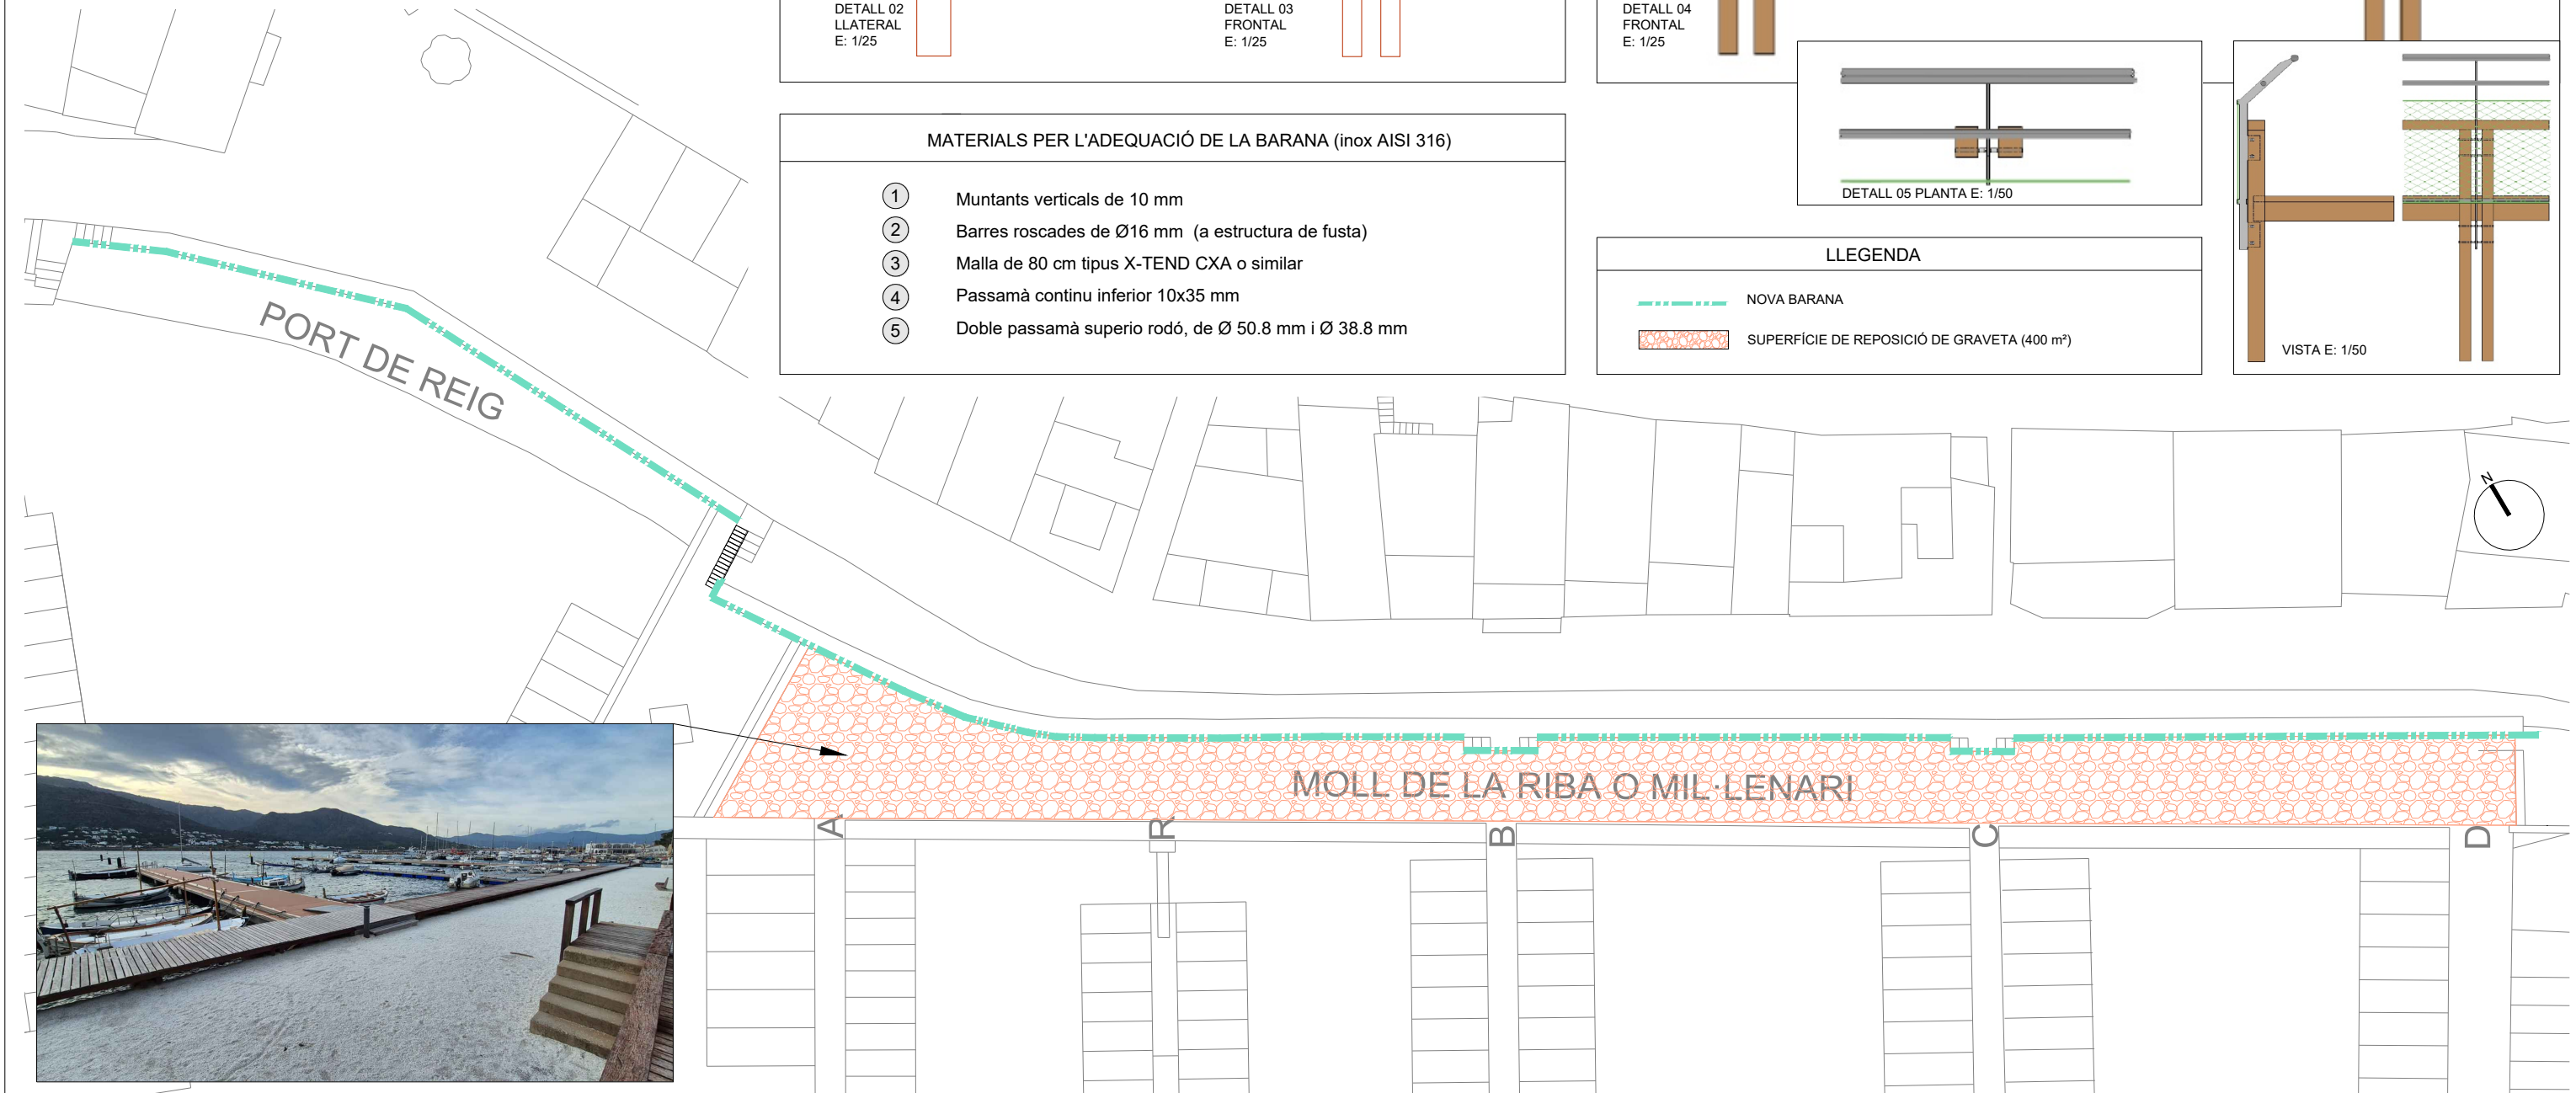 DETALL 02
LLATERAL
E: 1/25
DETALL 03
FRONTAL
E: 1/25
DETALL 04
FRONTAL
E: 1/25
MATERIALS PER L'ADEQUACIÓ DE LA BARANA (inox AISI 316)
1 Muntants verticals de 10 mm
2 Barres roscades de Ø16 mm (a estructura de fusta)
3 Malla de 80 cm tipus X-TEND CXA o similar
4 Passamà continu inferior 10x35 mm
5 Doble passamà superio rodó, de Ø 50.8 mm i Ø 38.8 mm
DETALL 05 PLANTA E: 1/50
LLEGENDA
NOVA BARANA
SUPERFÍCIE DE REPOSICIÓ DE GRAVETA (400 m²)
VISTA E: 1/50
PORT DE REIG
N
MOLL DE LA RIBA O MIL·LENARI
A
R
B
C
D